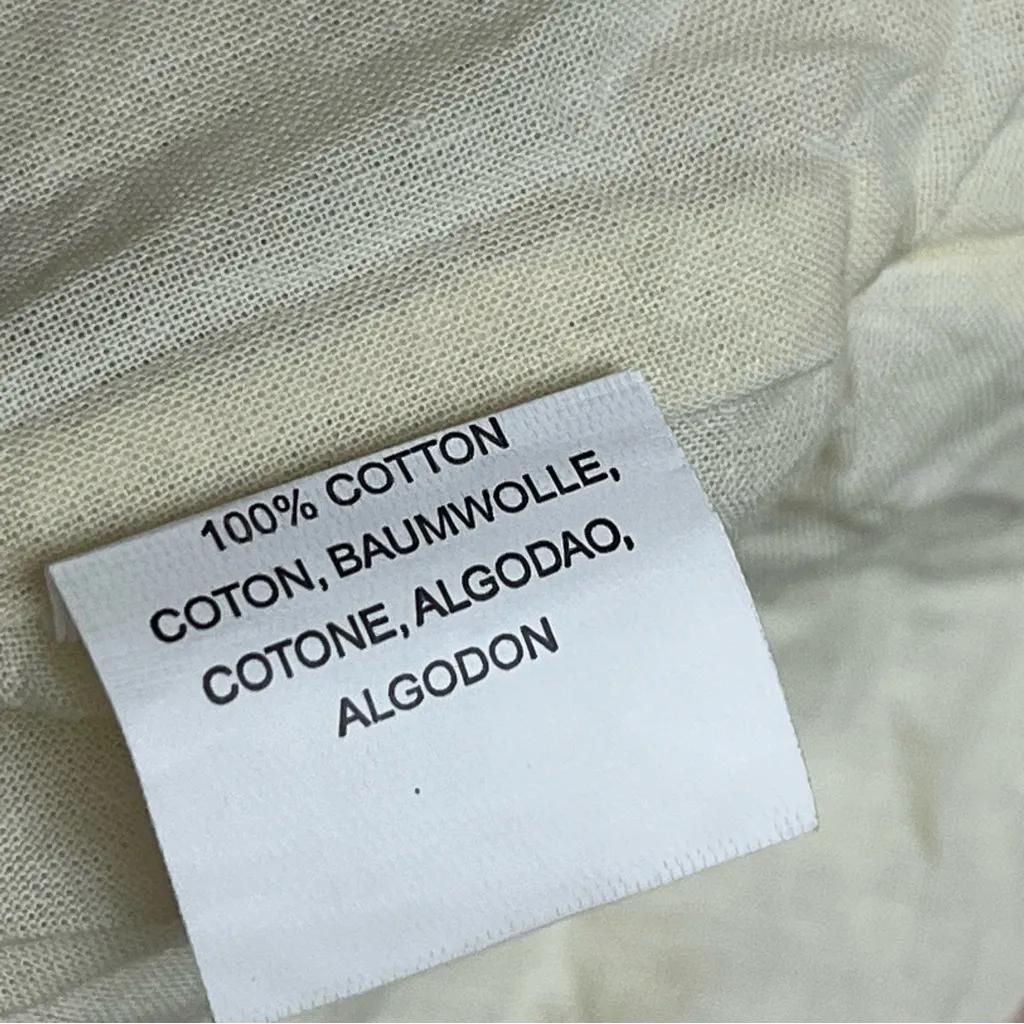 100% COTTON
COTON, BAUMWOLLE,
COTONE, ALGODAO,
ALGODON